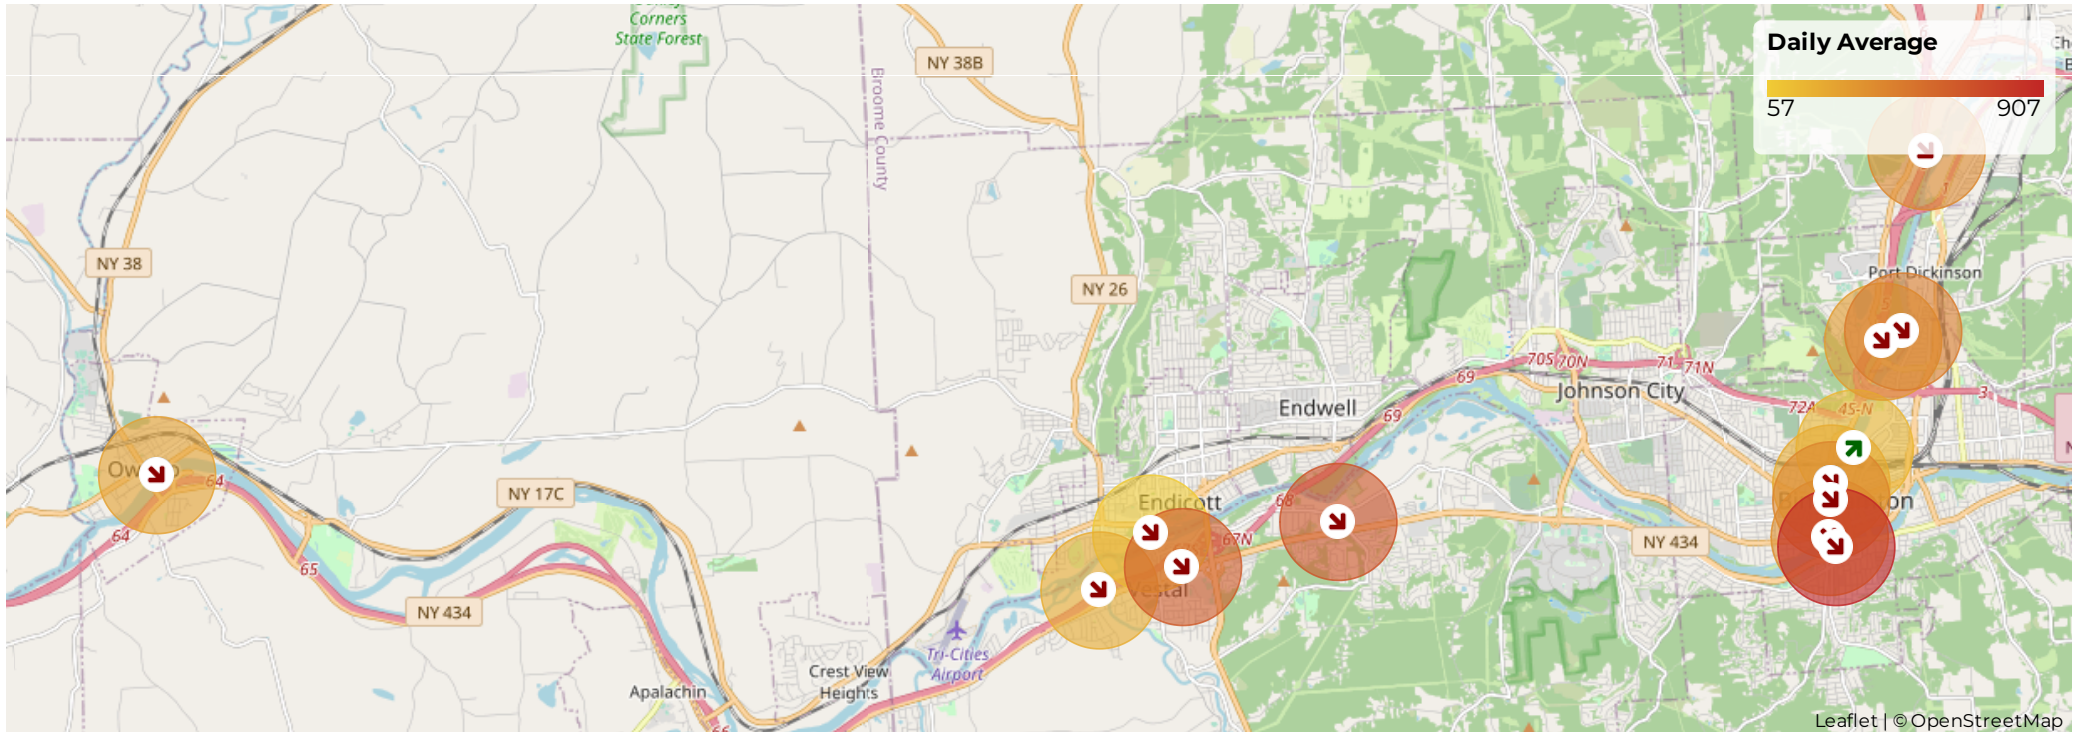 Corners
State Forest
NY 38B
Broome County
Daily Average
57
907
NY 38
NY 26
Port Dickinson
70S
70N
71
71N
69
Johnson City
3
72A
4S-N
Endwell
69
64
NY 17C
Endicott
68
67N
NY 434
64
65
NY 434
Tri-Cities
Airport
Crest View
Heights
Apalachin
66
Leaflet | © OpenStreetMap